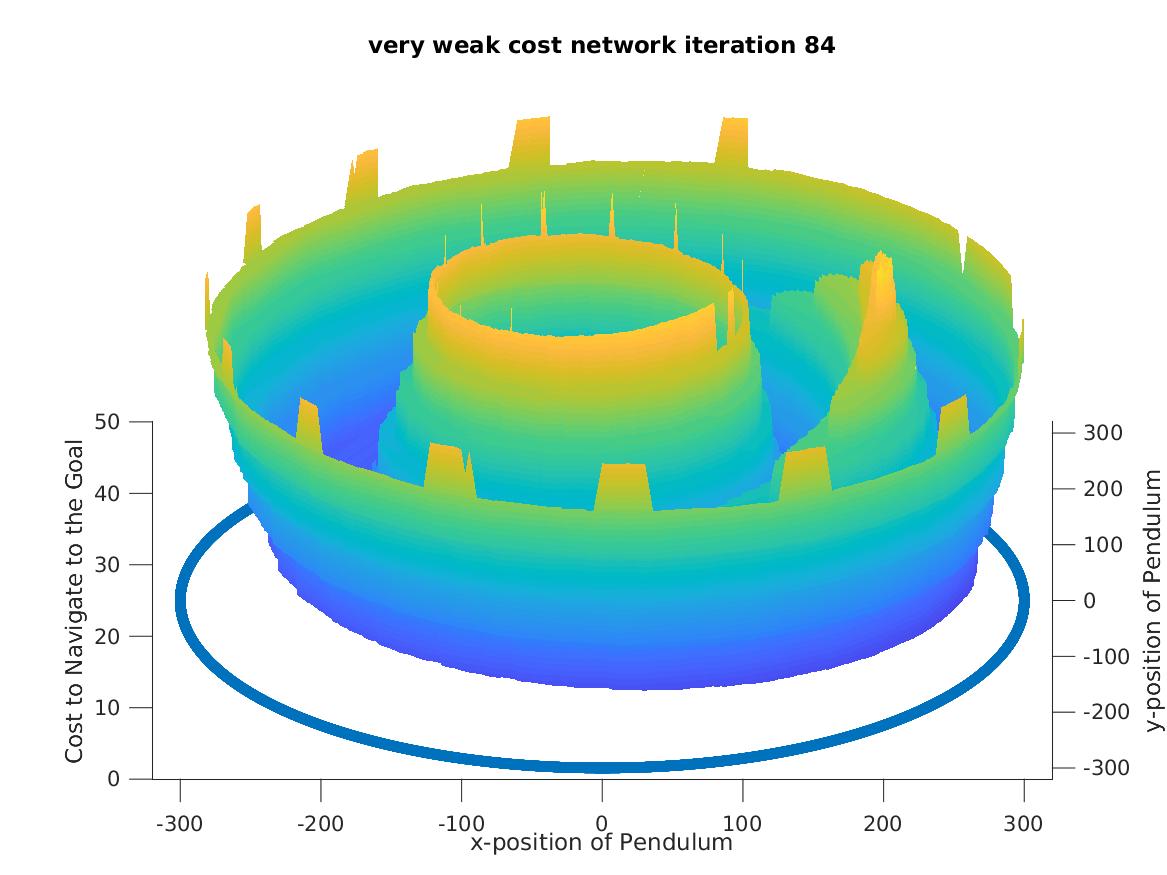 very weak cost network iteration 84
Cost to Navigate to the Goal
50
40
30
20
10
0
-300 -200 -100 0 100 200 300
x-position of Pendulum
300
200
100
0
-100
-200
-300
y-position of Pendulum